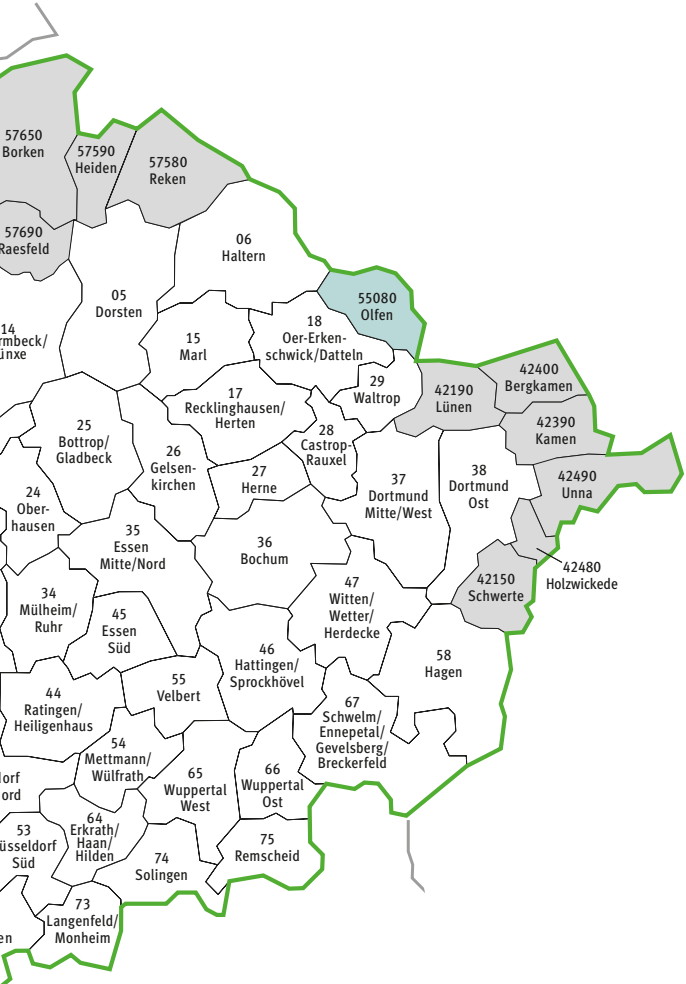 57650
Borken
57590
Heiden
57580
Reken
57690
Raesfeld
06
Haltern
55080
Olfen
05
Dorsten
14
rmbeck/
ünxe
15
Marl
18
Oer-Erken-
schwick/Datteln
29
Waltrop
42190
Lünen
42400
Bergkamen
42390
Kamen
42490
Unna
17
Recklinghausen/
Herten
28
Castrop-
Rauxel
25
Bottrop/
Gladbeck
26
Gelsen-
kirchen
27
Herne
37
Dortmund
Mitte/West
38
Dortmund
Ost
24
Ober-
hausen
35
Essen
Mitte/Nord
36
Bochum
42480
Holzwickede
42150
Schwerte
34
Mülheim/
Ruhr
45
Essen
Süd
47
Witten/
Wetter/
Herdecke
46
Hattingen/
Sprockhövel
58
Hagen
44
Ratingen/
Heiligenhaus
55
Velbert
67
Schwelm/
Ennepetal/
Gevelsberg/
Breckerfeld
54
Mettmann/
Wülfrath
65
Wuppertal
West
66
Wuppertal
Ost
dorf
ord
53
üsseldorf
Süd
64
Erkrath/
Haan/
Hilden
74
Solingen
75
Remscheid
73
Langenfeld/
Monheim
en